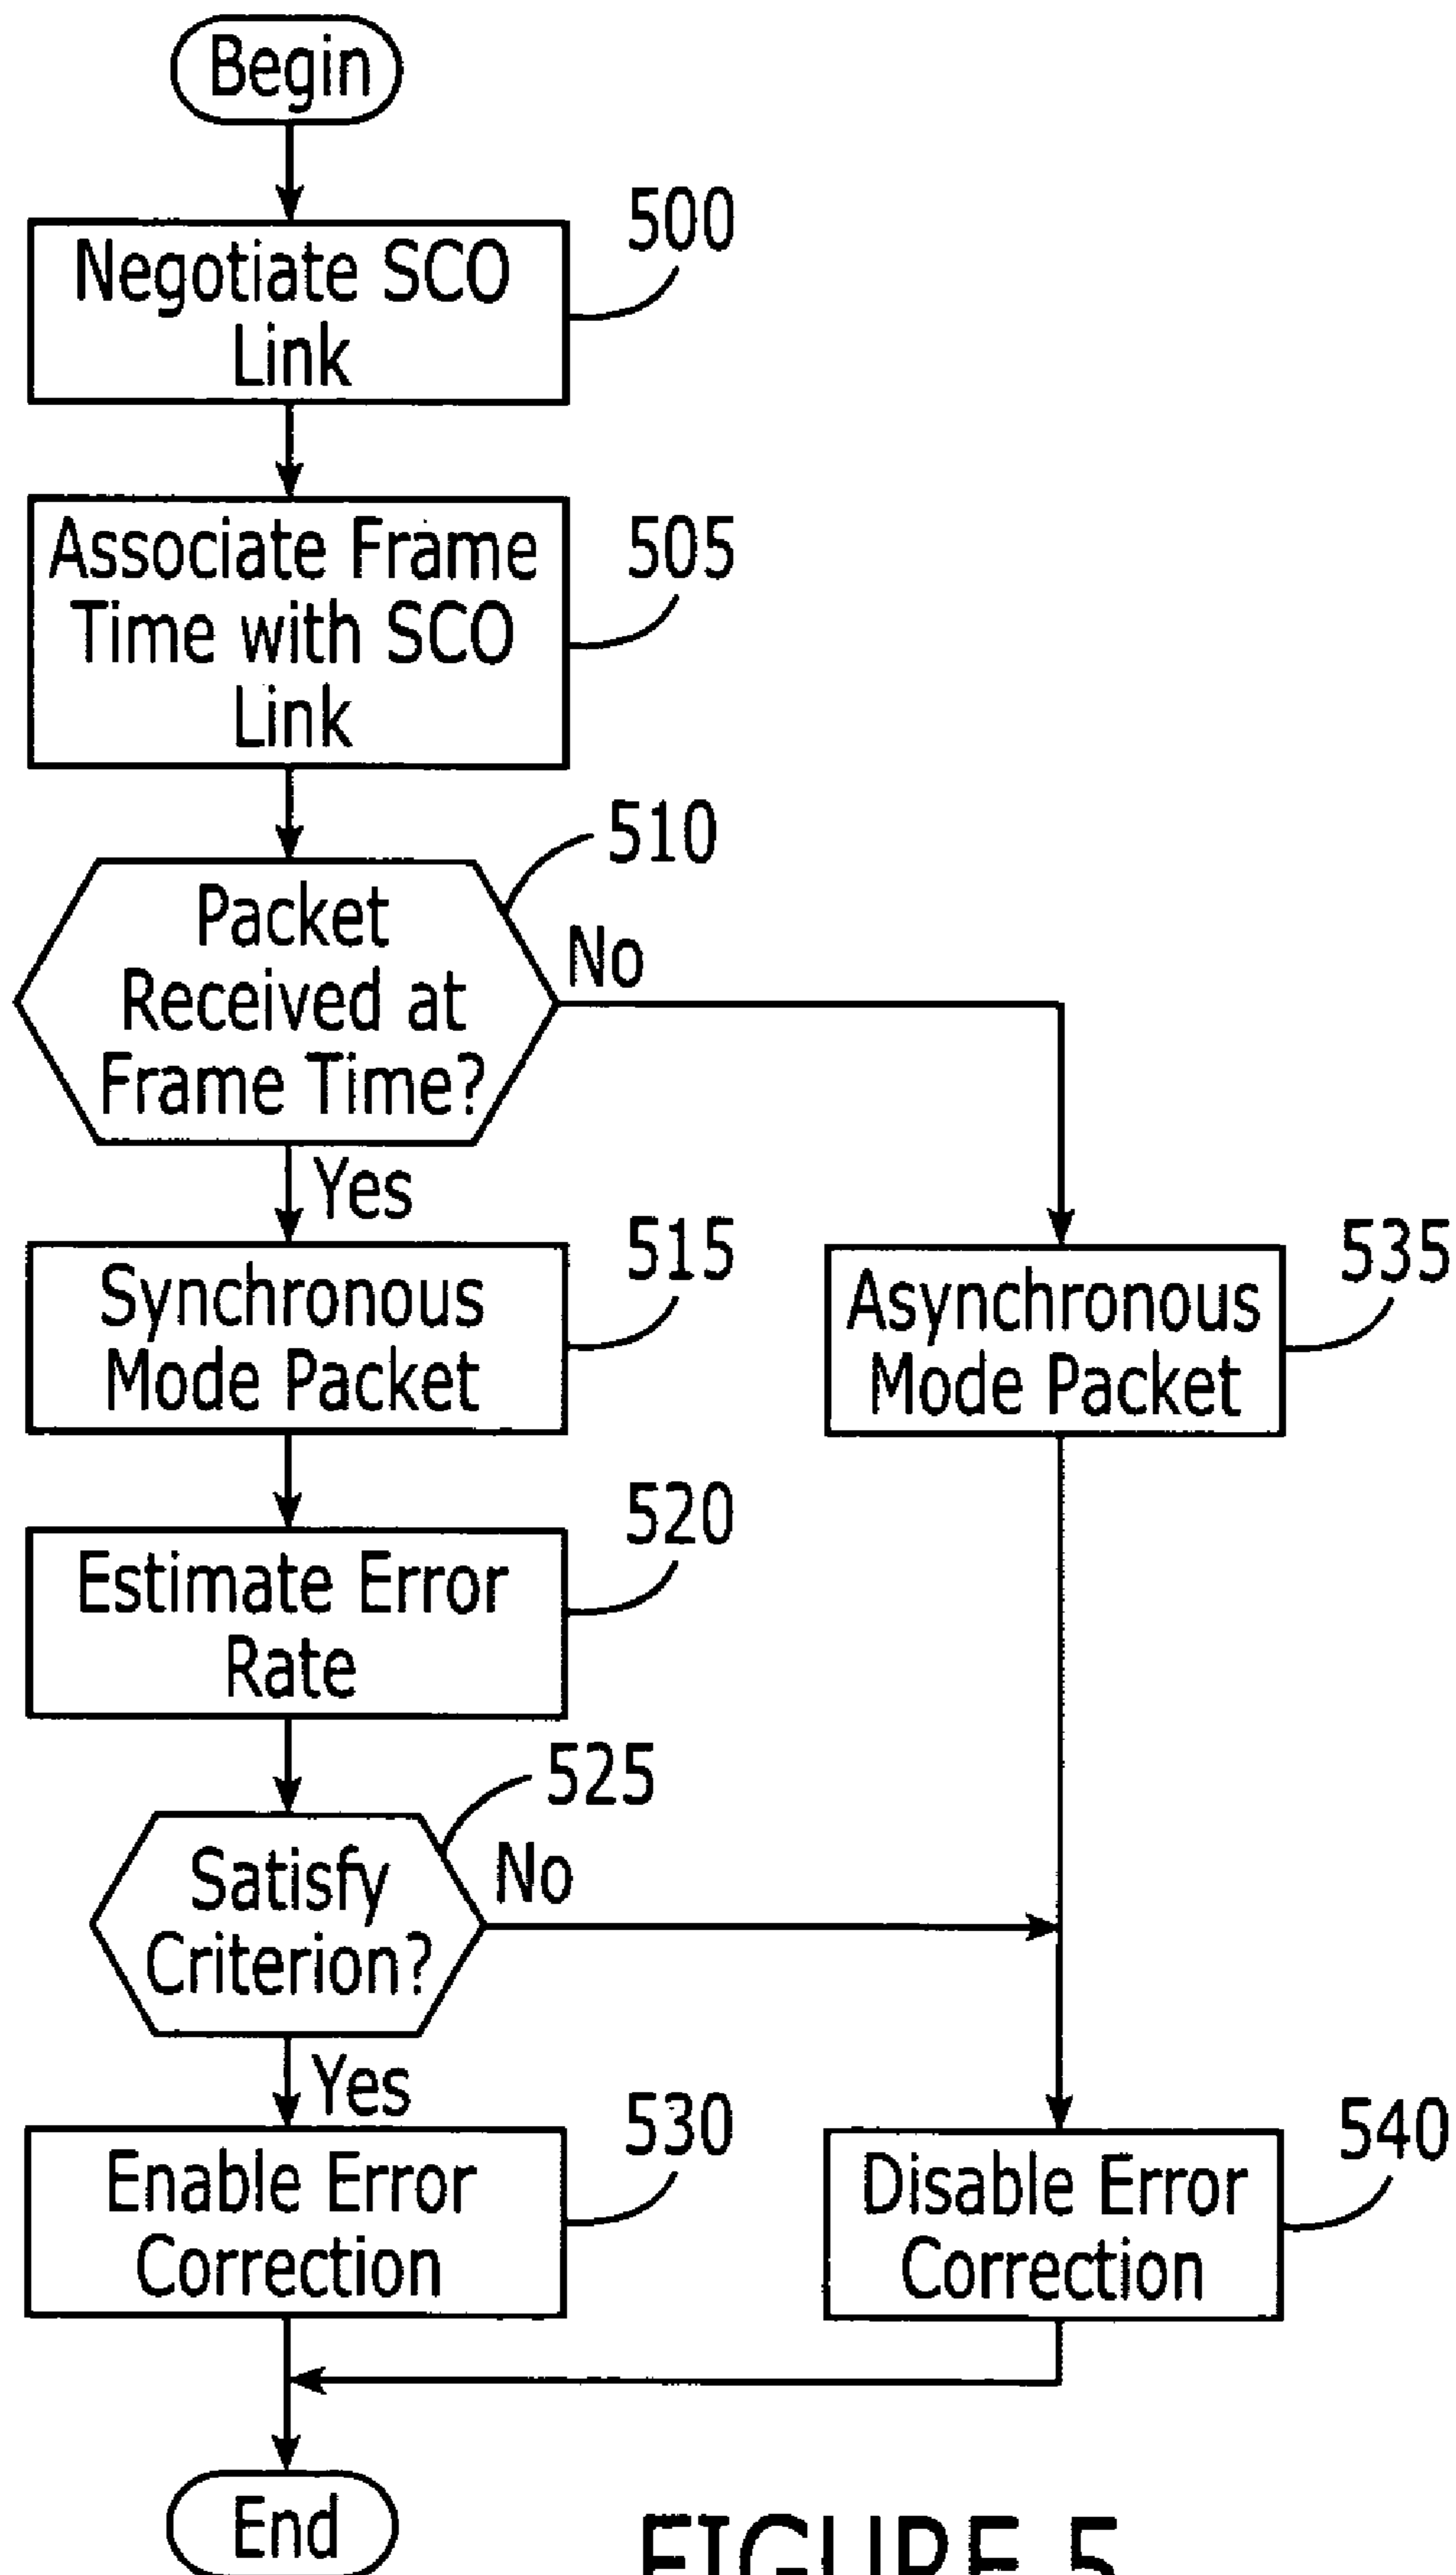 Begin
Negotiate SCO
Link
500
Associate Frame
Time with SCO
Link
505
510
Packet
Received at
Frame Time?
No
Yes
Synchronous
Mode Packet
515
Asynchronous
Mode Packet
535
Estimate Error
Rate
520
525
Satisfy
Criterion?
No
Yes
Enable Error
Correction
530
Disable Error
Correction
540
End
FIGURE 5